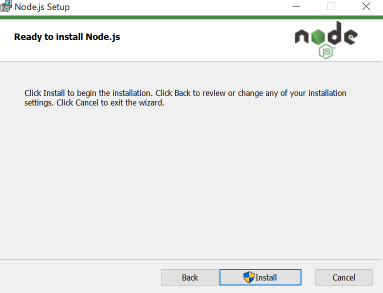 Node.js Setup
Ready to install Node.js
node
JS
Click Install to begin the installation. Click Back to review or change any of your installation
settings. Click Cancel to exit the wizard.
Back
Install
Cancel